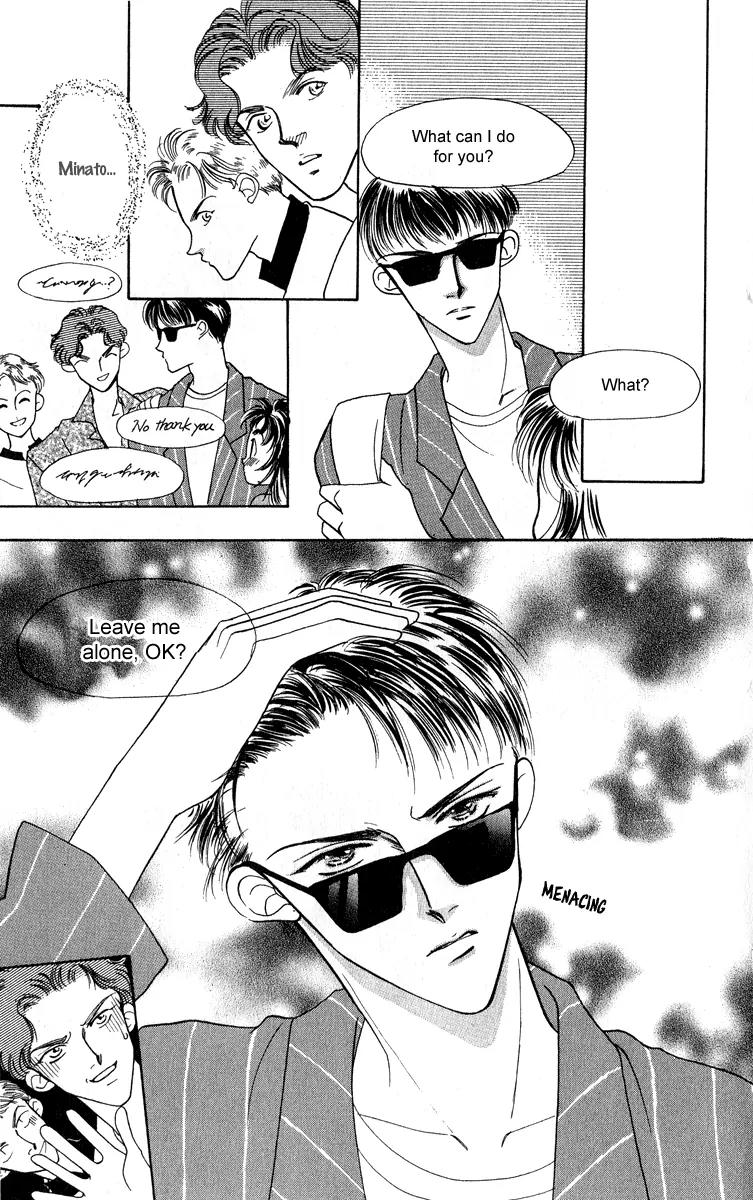 What can I do
for you?
What?
Minato...
No thank you
Leave me
alone, OK?
MENACING